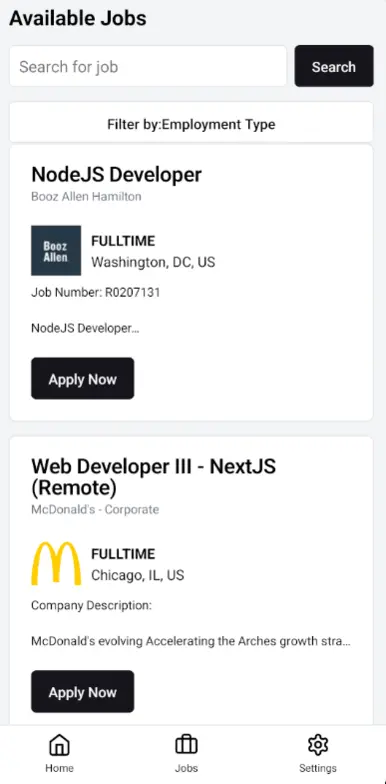 Available Jobs
Search for job
Search
Filter by:Employment Type
NodeJS Developer
Booz Allen Hamilton
Booz
Allen
FULLTIME
Washington, DC, US
Job Number: R0207131
NodeJS Developer...
Apply Now
Web Developer III - NextJS
(Remote)
McDonald's - Corporate
FULLTIME
Chicago, IL, US
Company Description:
McDonald's evolving Accelerating the Arches growth stra...
Apply Now
Home
Jobs
Settings